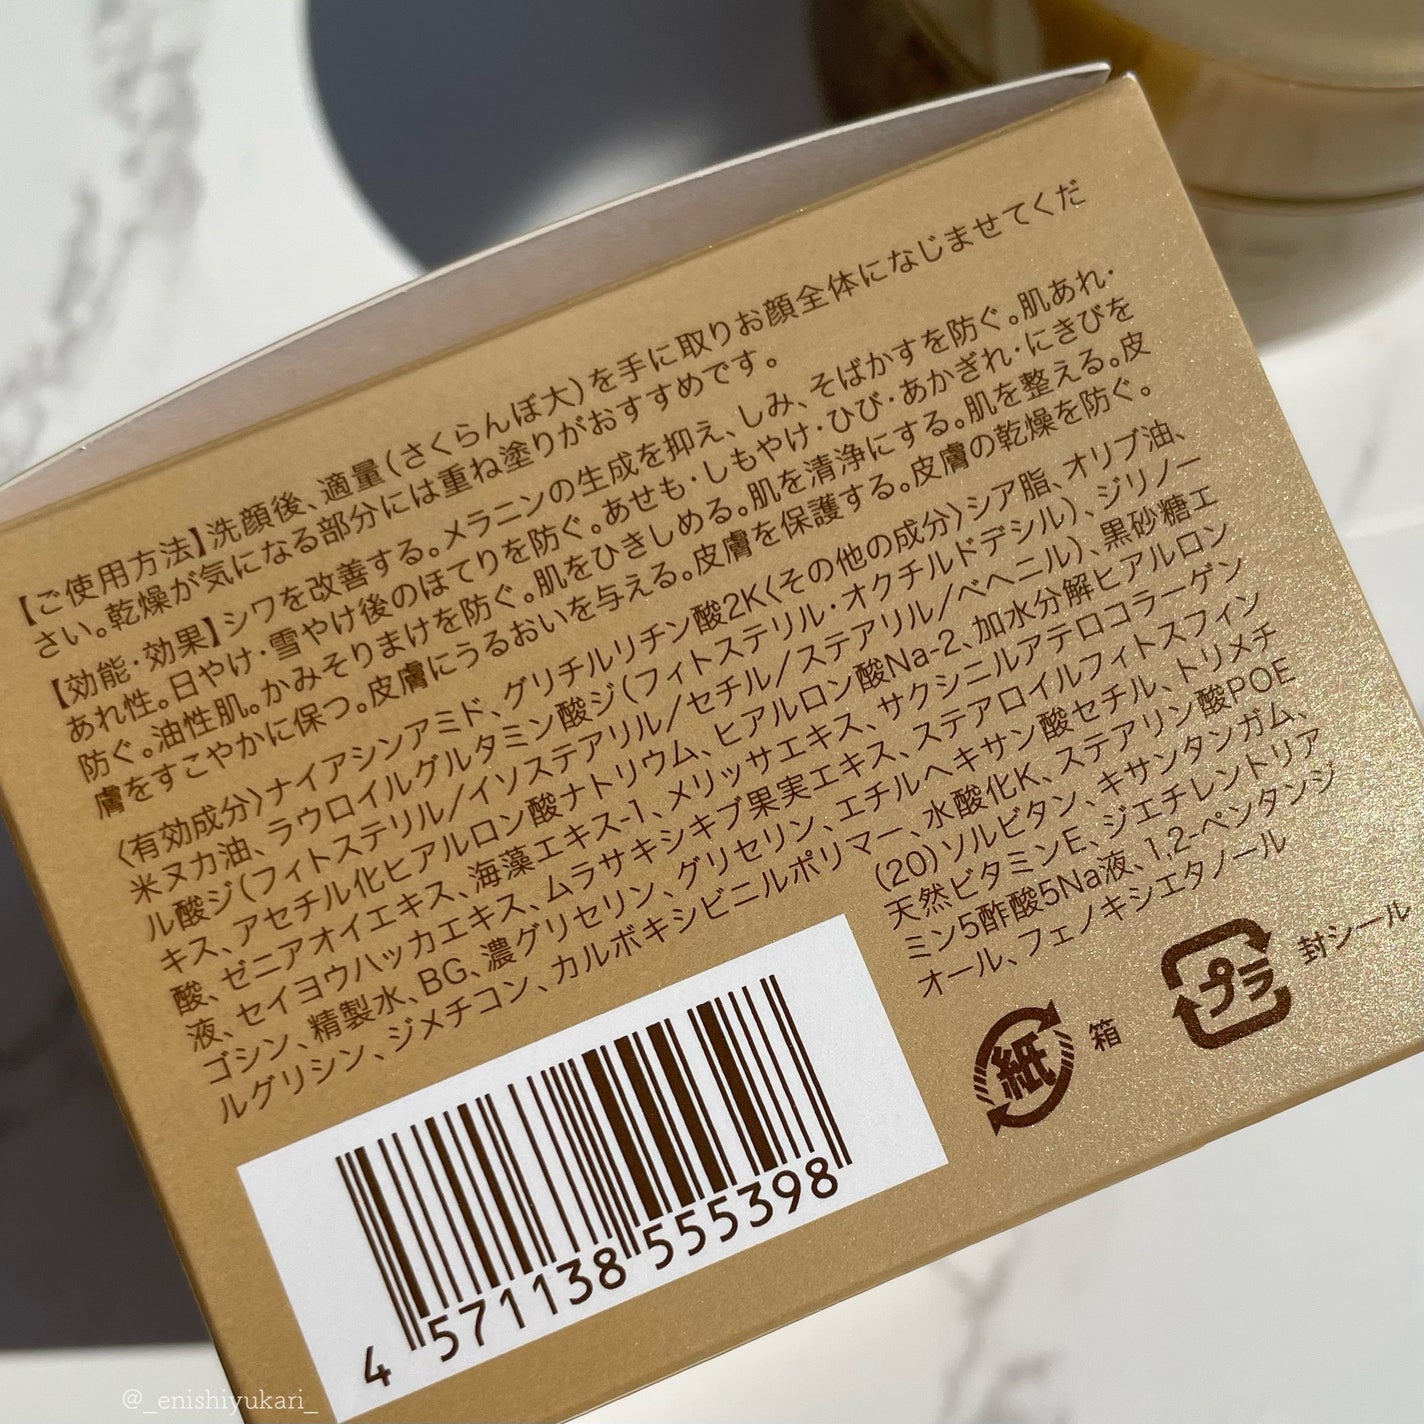 【ご使用方法】洗顔後、適量(さくらんぼ大)を手に取りお顔全体になじませてくだ
さい。乾燥が気になる部分には重ね塗りがおすすめです。
【効能・効果】シワを改善する。メラニンの生成を抑え、しみ、そばかすを防ぐ。肌あれ・
あれ性。日やけ・雪やけ後のほてりを防ぐ。あせも・しもやけ・ひび・あかぎれ・にきびを
防ぐ。油性肌。かみそりまけを防ぐ。肌をひきしめる。肌を清浄にする。肌を整える。皮
膚をすこやかに保つ。皮膚にうるおいを与える。皮膚を保護する。皮膚の乾燥を防ぐ。
〈有効成分〉ナイアシンアミド、グリチルリチン酸2K〈その他の成分〉シア脂、オリブ油、
米ヌカ油、ラウロイルグルタミン酸ジ(フィトステリル・オクチルドデシル)、ジリノー
ル酸ジ(フィトステリル/イソステアリル/セチル/ステアリル/ベヘニル)、黒砂糖エ
キス、アセチル化ヒアルロン酸ナトリウム、ヒアルロン酸Na-2、加水分解ヒアルロン
酸、ゼニアオイエキス、海藻エキス-1、メリッサエキス、サクシニルアテロコラーゲン
液、セイヨウハッカエキス、ムラサキシキブ果実エキス、ステアロイルフィトスフィン
ゴシン、精製水、BG、濃グリセリン、グリセリン、エチルヘキサン酸セチル、トリメチ
ルグリシン、ジメチコン、カルボキシビニルポリマー、水酸化K、ステアリン酸POE
(20)ソルビタン、キサンタンガム、
天然ビタミンE、ジエチレントリア
ミン5酢酸5Na液、1,2-ペンタンジ
オール、フェノキシエタノール
紙 箱 プラ 封シール
4 571138 555398
@_enishiyukari_